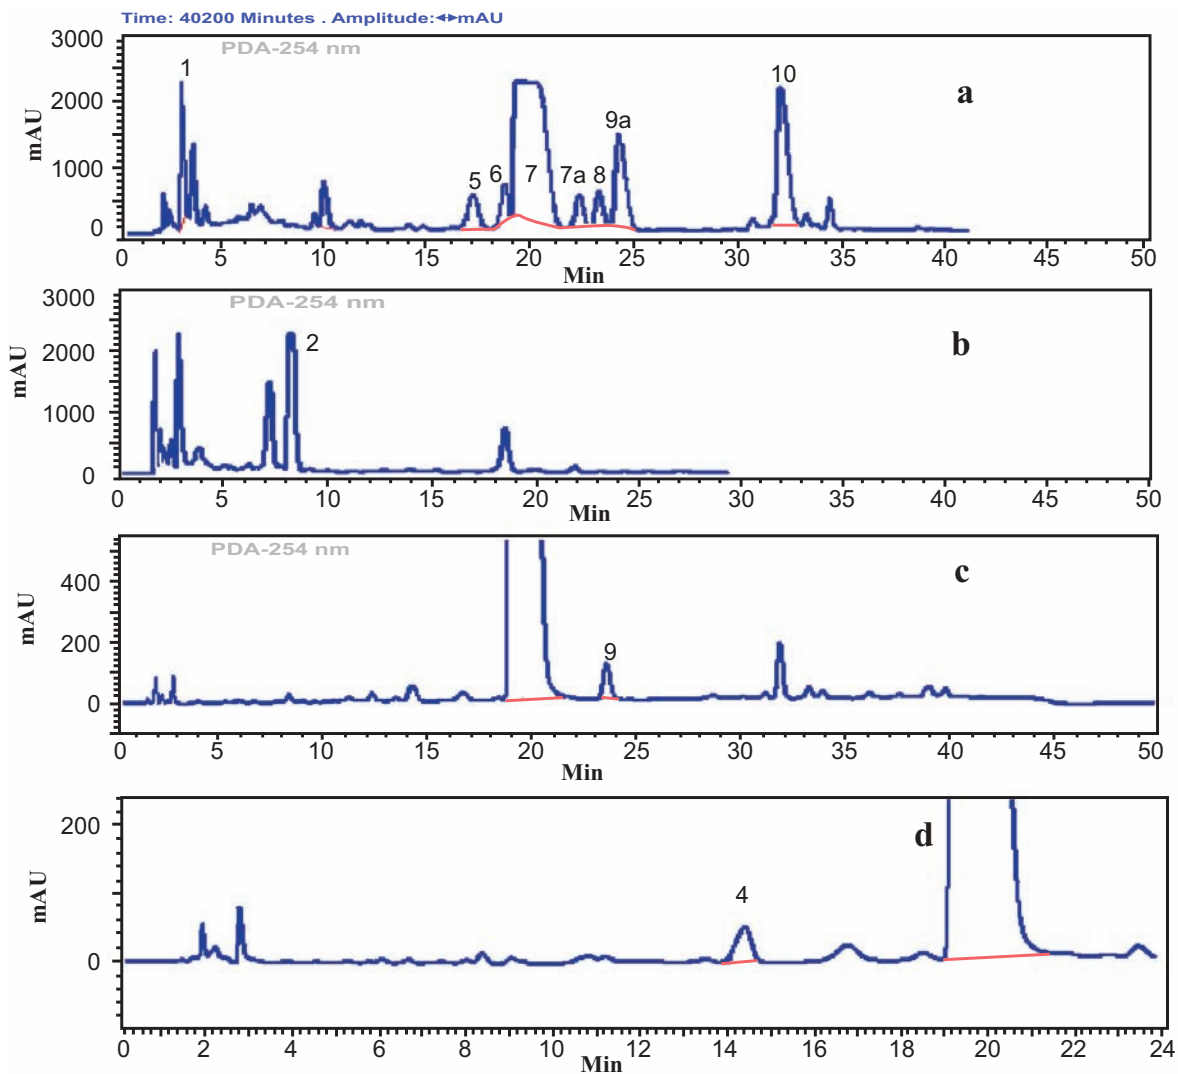 Time: 40200 Minutes . Amplitude:◄►mAU
PDA-254 nm
a
mAU
3000
2000
1000
0
1
5
6
7
7a
8
9a
10
0 5 10 15 20 25 30 35 40 45 50
Min
PDA-254 nm
b
mAU
3000
2000
1000
0
2
0 5 10 15 20 25 30 35 40 45 50
Min
PDA-254 nm
c
mAU
400
200
0
9
0 5 10 15 20 25 30 35 40 45 50
Min
d
mAU
200
0
4
0 2 4 6 8 10 12 14 16 18 20 22 24
Min